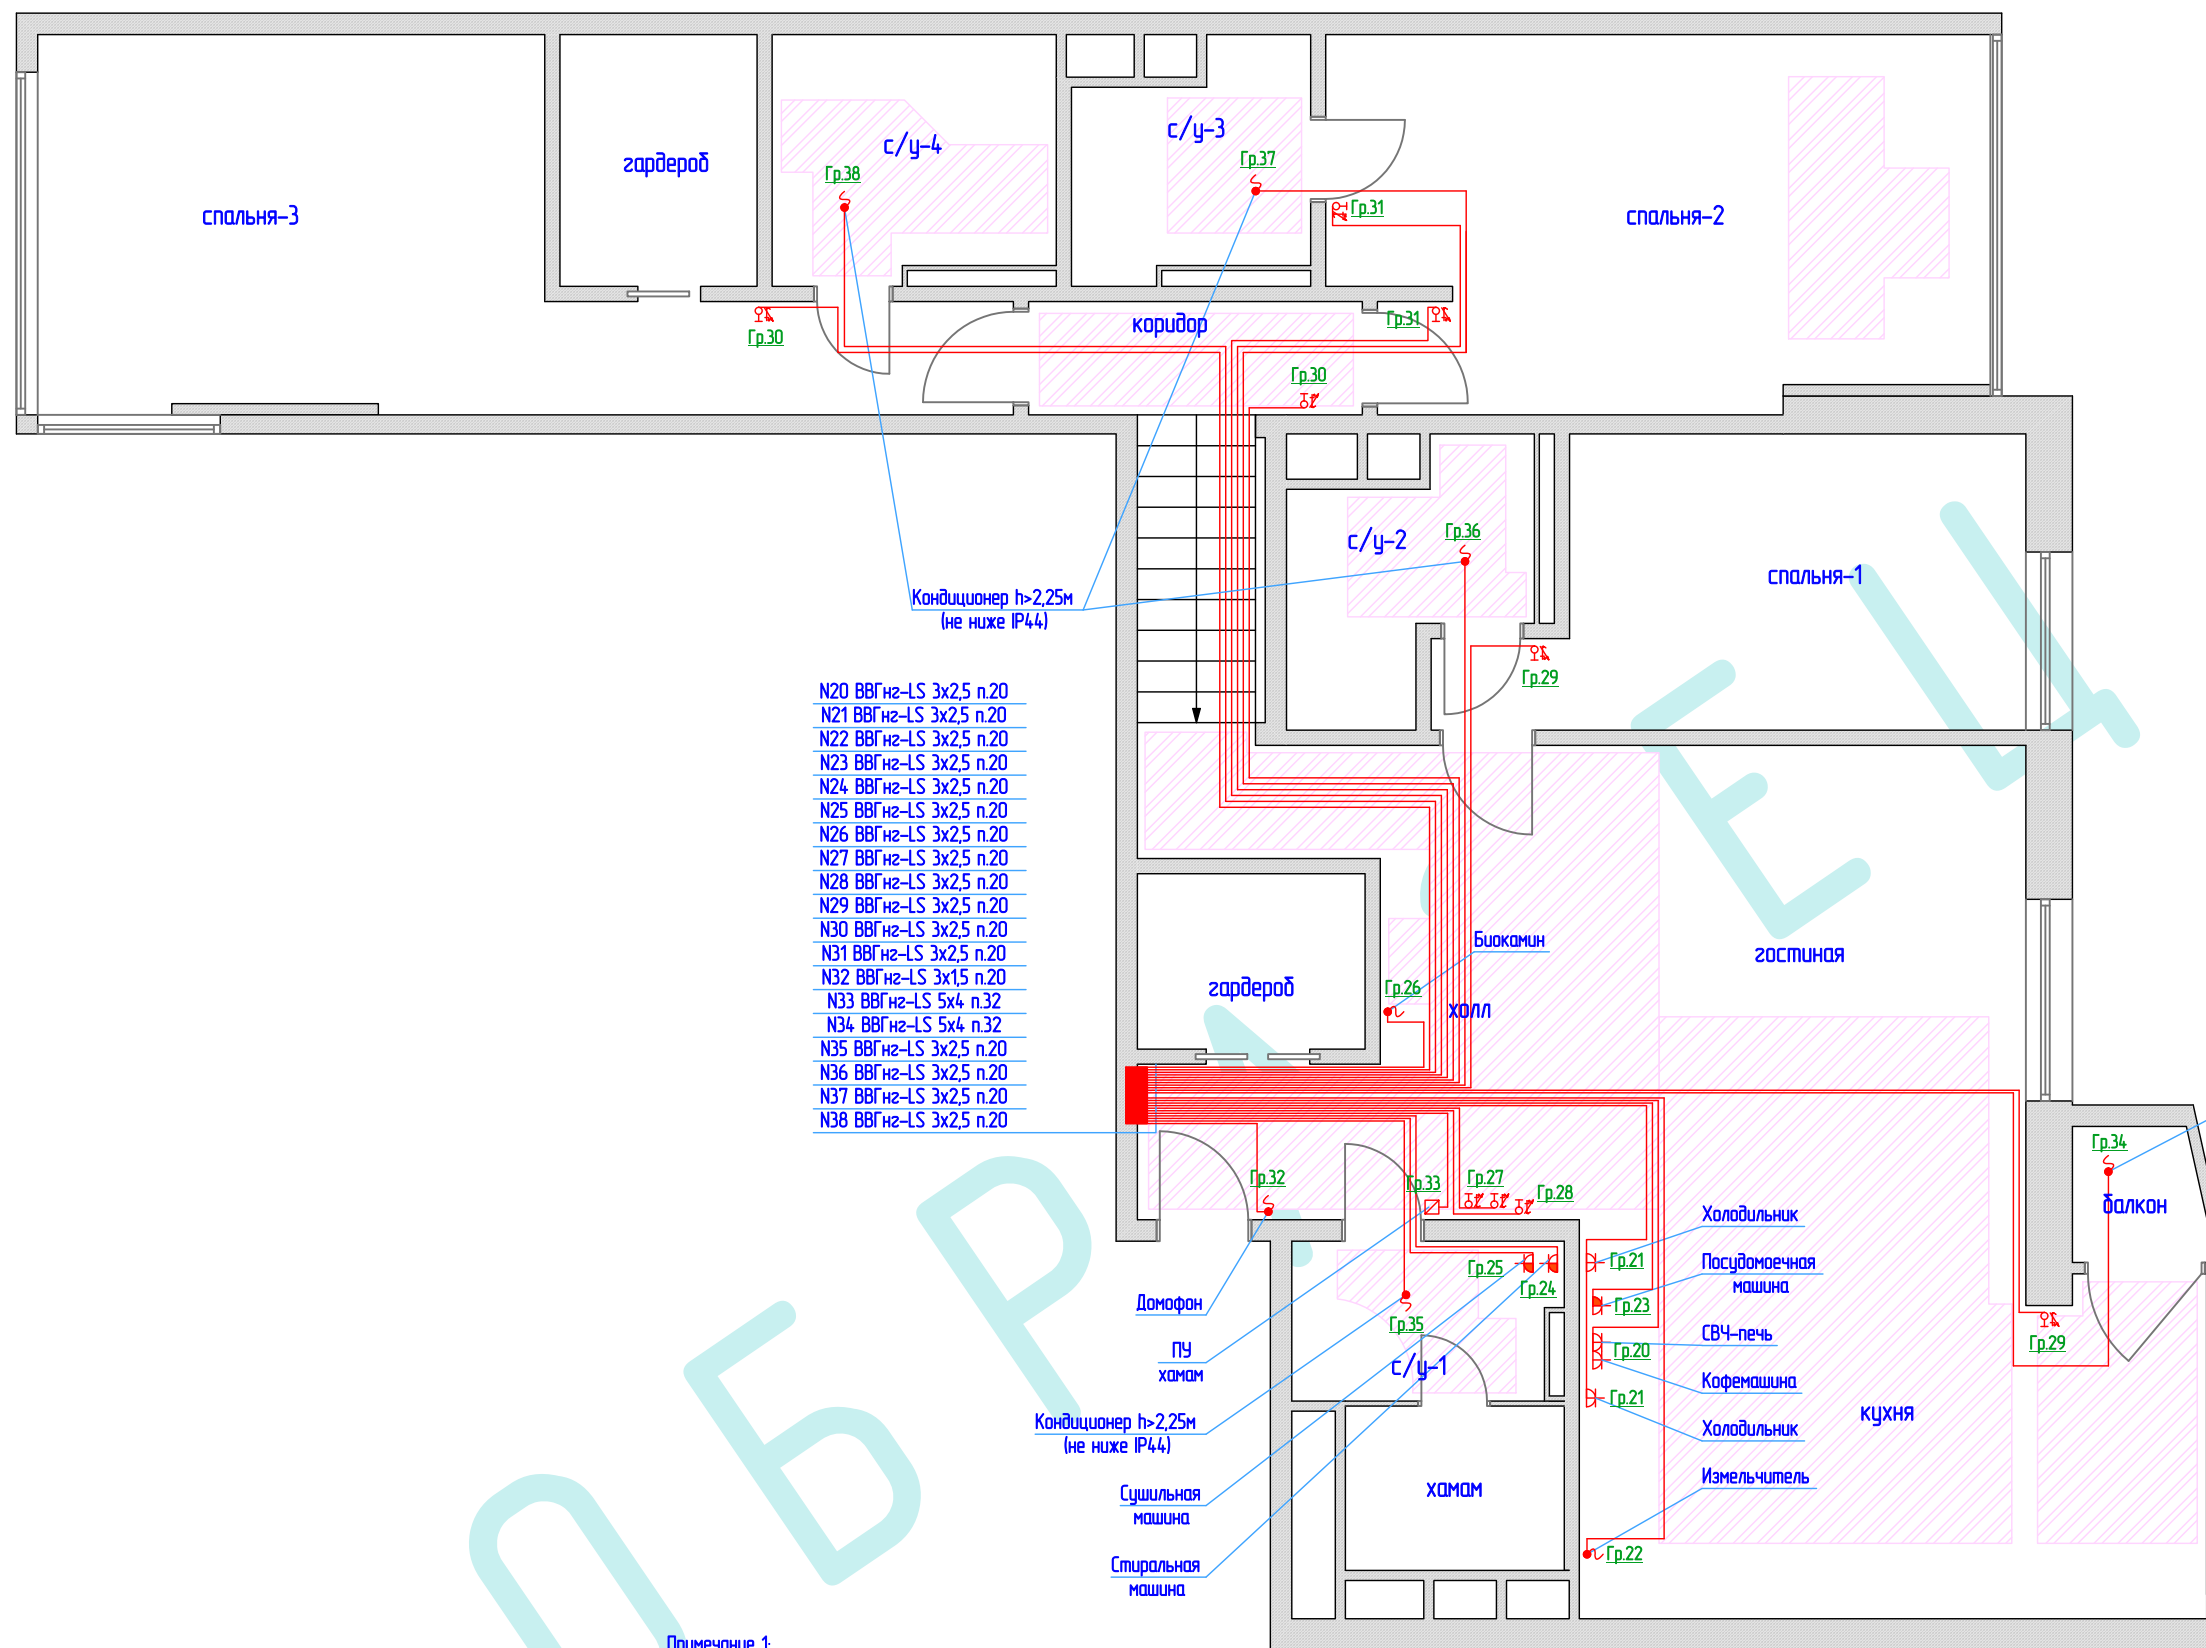 спальня-3
гардероб
с/у-4
Гр.38
с/у-3
Гр.37
Гр.31
спальня-2
Гр.30
коридор
Гр.31
Гр.30
с/у-2
Гр.36
спальня-1
Гр.29
Кондиционер h>2,25м
(не ниже IP44)
N20 ВВГнг-LS 3х2,5 п.20
N21 ВВГнг-LS 3х2,5 п.20
N22 ВВГнг-LS 3х2,5 п.20
N23 ВВГнг-LS 3х2,5 п.20
N24 ВВГнг-LS 3х2,5 п.20
N25 ВВГнг-LS 3х2,5 п.20
N26 ВВГнг-LS 3х2,5 п.20
N27 ВВГнг-LS 3х2,5 п.20
N28 ВВГнг-LS 3х2,5 п.20
N29 ВВГнг-LS 3х2,5 п.20
N30 ВВГнг-LS 3х2,5 п.20
N31 ВВГнг-LS 3х2,5 п.20
N32 ВВГнг-LS 3х1,5 п.20
N33 ВВГнг-LS 5х4 п.32
N34 ВВГнг-LS 5х4 п.32
N35 ВВГнг-LS 3х2,5 п.20
N36 ВВГнг-LS 3х2,5 п.20
N37 ВВГнг-LS 3х2,5 п.20
N38 ВВГнг-LS 3х2,5 п.20
Биокамин
Гр.26
холл
гардероб
гостиная
Гр.34
балкон
Гр.32
Гр.33
Гр.27
Гр.28
Гр.25
Гр.24
Гр.35
с/у-1
хамам
Домофон
ПУ
хамам
Кондиционер h>2,25м
(не ниже IP44)
Сушильная
машина
Стиральная
машина
Гр.21
Гр.23
Гр.20
Гр.21
Гр.22
Холодильник
Посудомоечная
машина
СВЧ-печь
Кофемашина
Холодильник
Измельчитель
кухня
Гр.29
Примечание 1:
ОБРАЗЕЦ